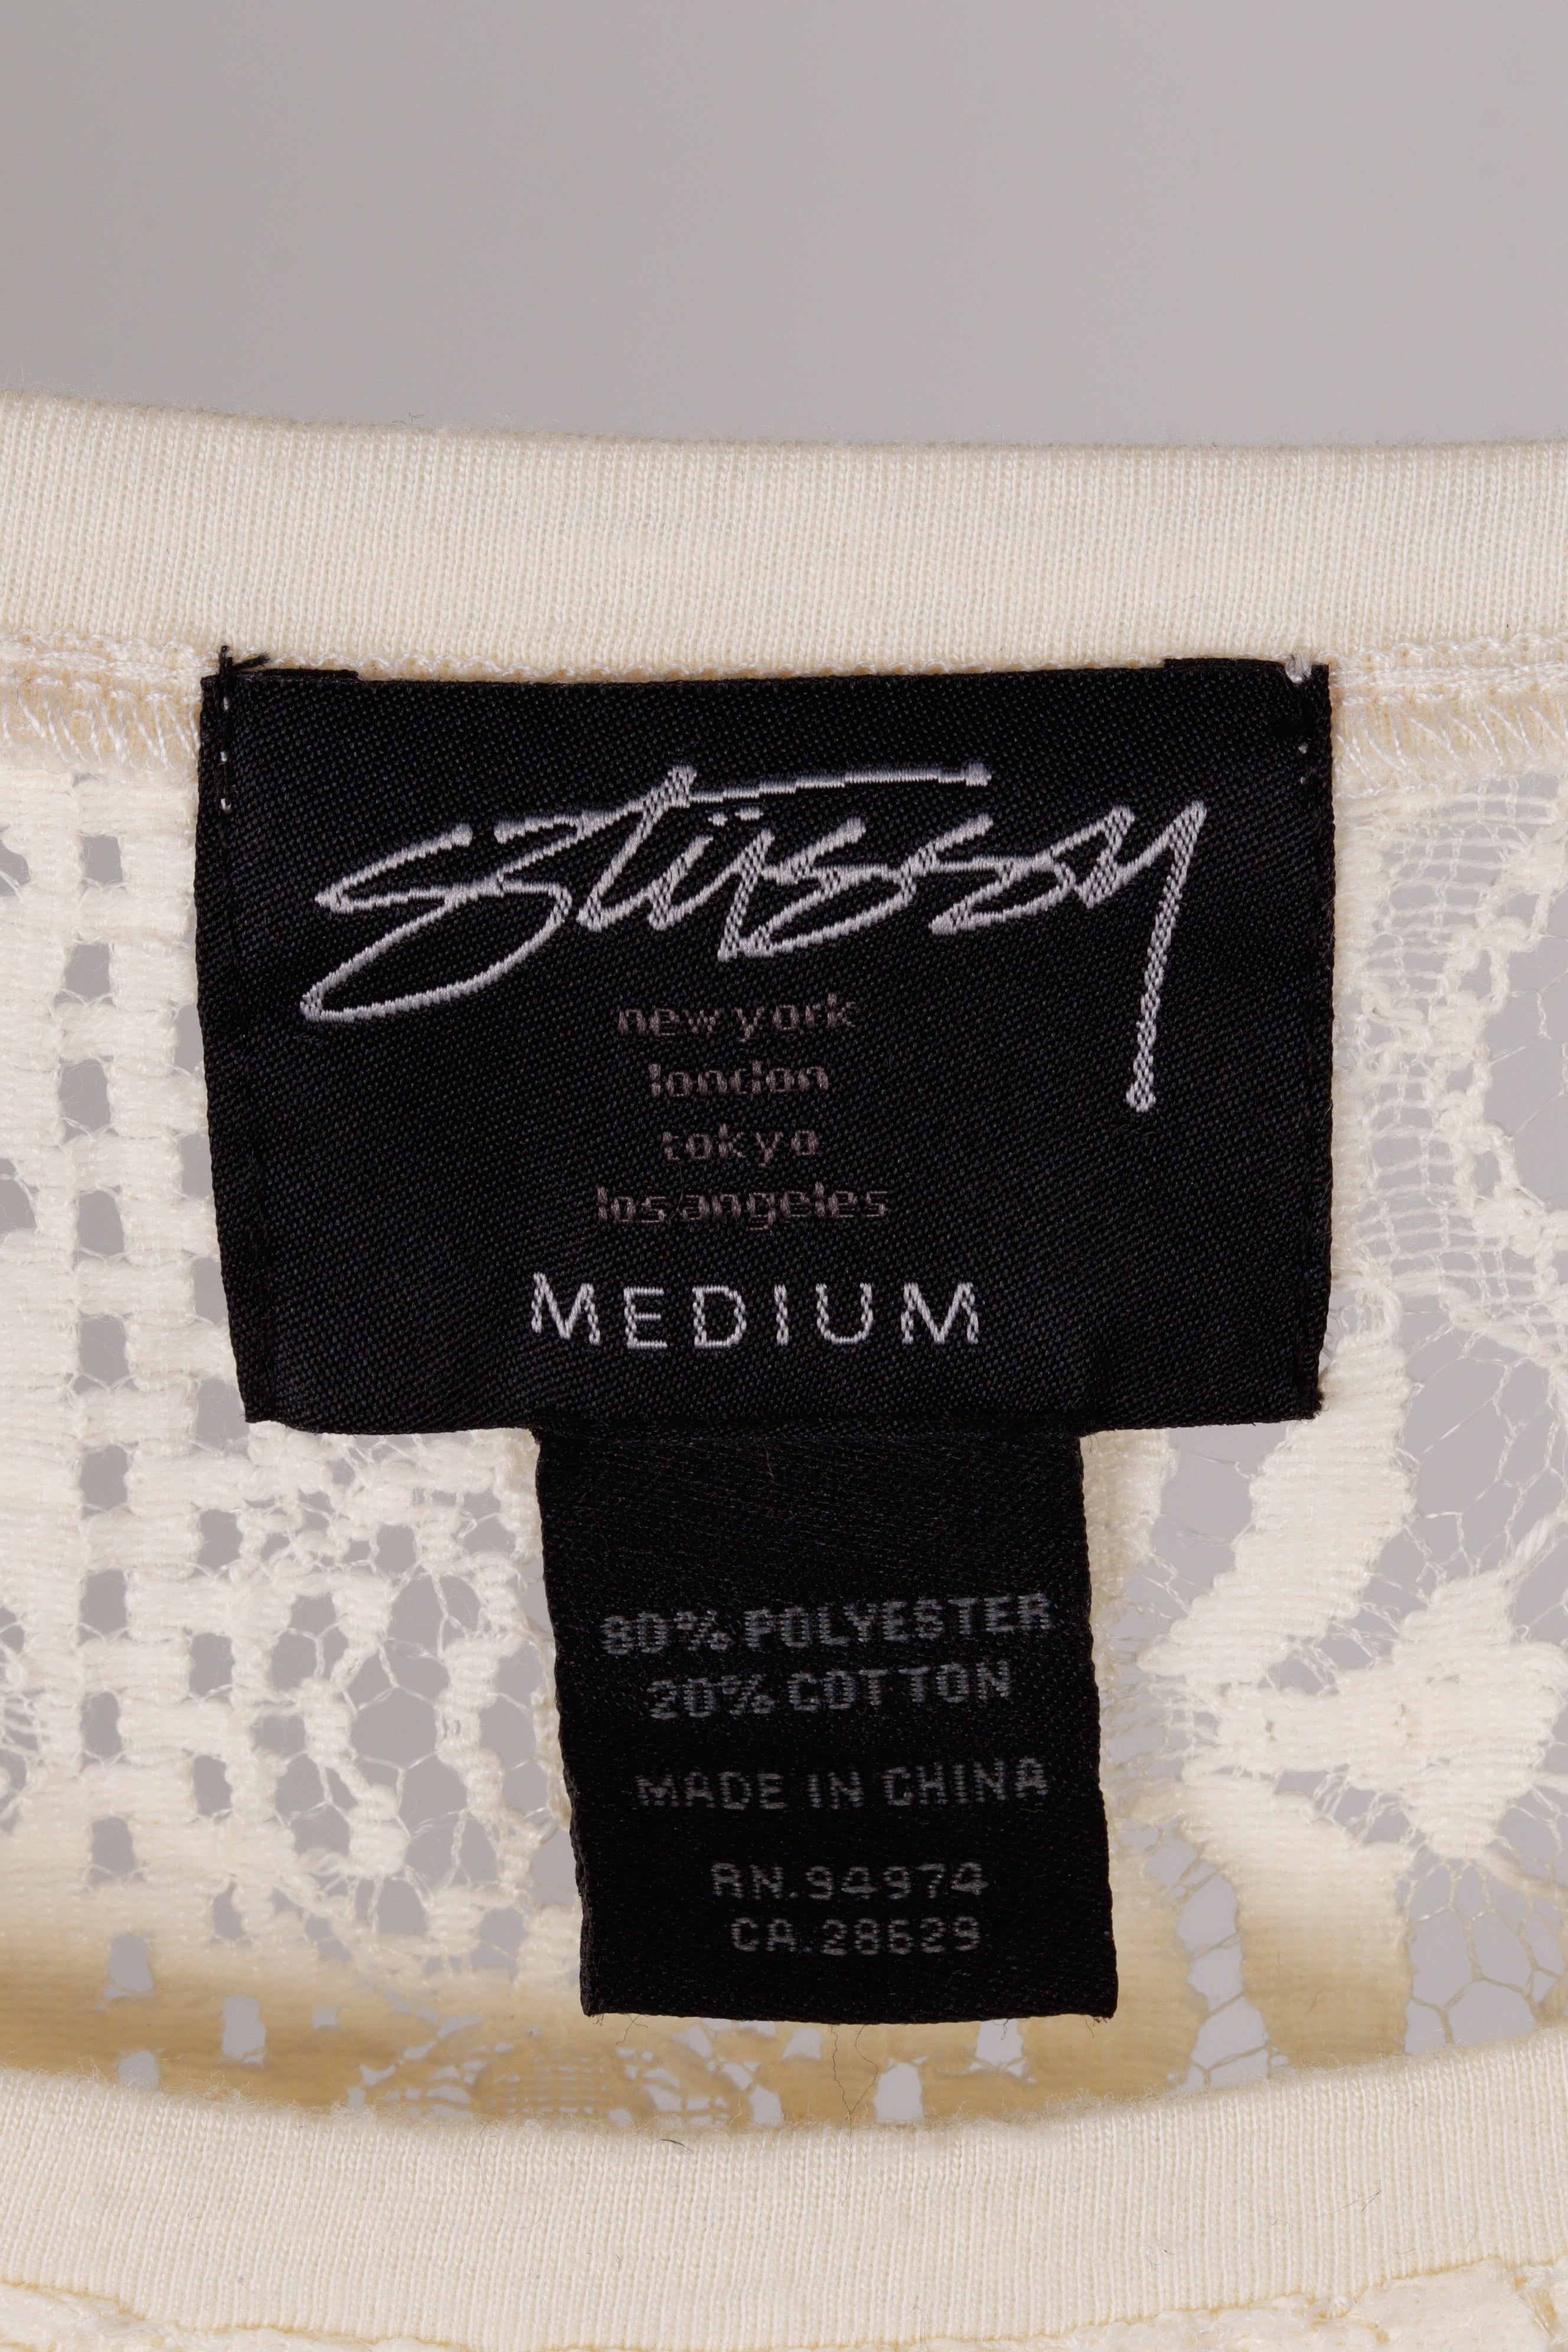 stüssy
new york
london
tokyo
los angeles
MEDIUM
80% POLYESTER
20% COTTON
MADE IN CHINA
RN.94974
CA.28629